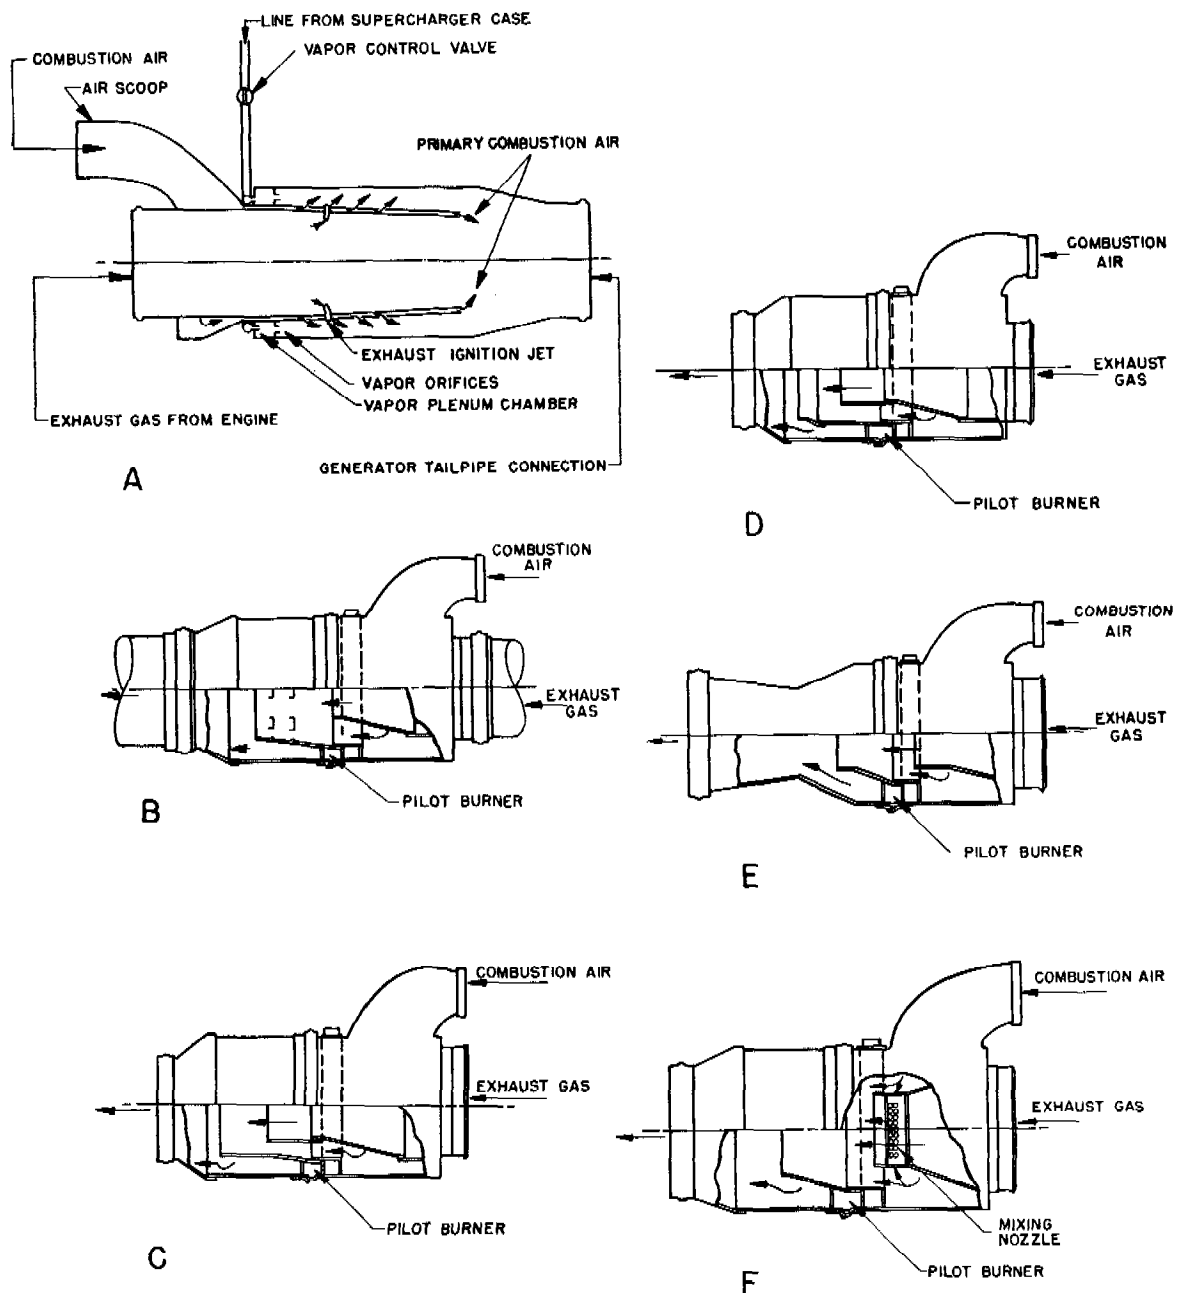 LINE FROM SUPERCHARGER CASE
VAPOR CONTROL VALVE
COMBUSTION AIR
AIR SCOOP
PRIMARY COMBUSTION AIR
EXHAUST IGNITION JET
VAPOR ORIFICES
VAPOR PLENUM CHAMBER
EXHAUST GAS FROM ENGINE
GENERATOR TAILPIPE CONNECTION
A
COMBUSTION
AIR
EXHAUST
GAS
PILOT BURNER
D
COMBUSTION
AIR
EXHAUST
GAS
PILOT BURNER
B
COMBUSTION
AIR
EXHAUST
GAS
PILOT BURNER
E
COMBUSTION AIR
EXHAUST GAS
PILOT BURNER
C
COMBUSTION AIR
EXHAUST GAS
MIXING
NOZZLE
PILOT BURNER
F